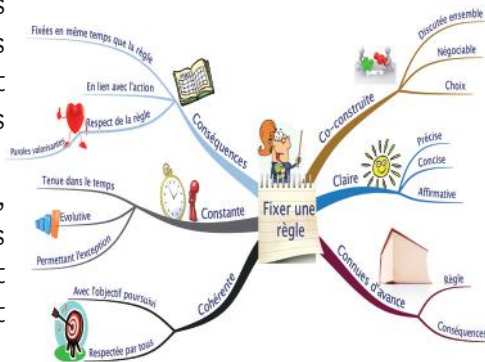 Fixer une
règle
Co-construite
Discutée ensemble
Négociable
Choix
Claire
Précise
Concise
Affirmative
Connues d'avance
Règle
Conséquences
Cohérente
Avec l'objectif poursuivi
Respectée par tous
Constante
Tenue dans le temps
Evolutive
Permettant l'exception
Conséquences
Fixées en même temps que la règle
En lien avec l'action
Respect de la règle
Paroles valorisantes